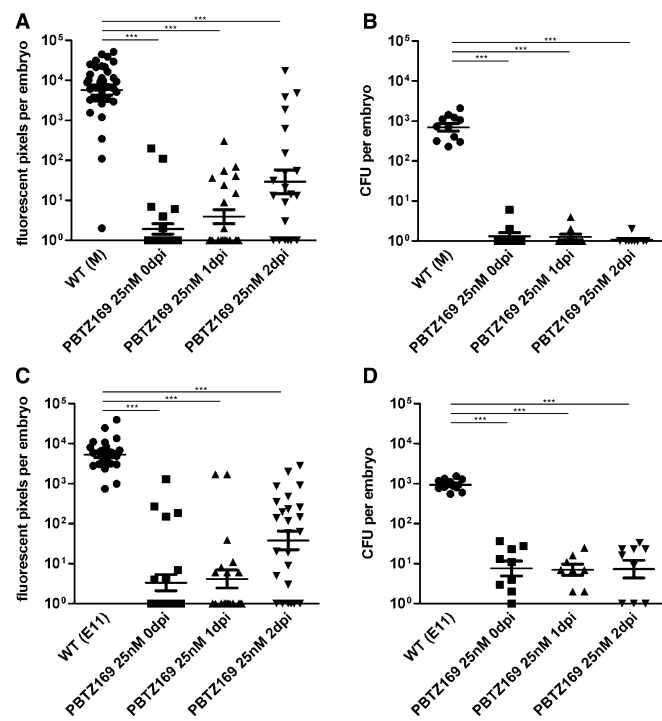 A
***
***
***
fluorescent pixels per embryo
10^5
10^4
10^3
10^2
10^1
10^0
WT (M)
PBTZ169 25nM 0dpi
PBTZ169 25nM 1dpi
PBTZ169 25nM 2dpi
B
***
***
***
CFU per embryo
10^5
10^4
10^3
10^2
10^1
10^0
WT (M)
PBTZ169 25nM 0dpi
PBTZ169 25nM 1dpi
PBTZ169 25nM 2dpi
C
***
***
***
fluorescent pixels per embryo
10^5
10^4
10^3
10^2
10^1
10^0
WT (E11)
PBTZ169 25nM 0dpi
PBTZ169 25nM 1dpi
PBTZ169 25nM 2dpi
D
***
***
***
CFU per embryo
10^5
10^4
10^3
10^2
10^1
10^0
WT (E11)
PBTZ169 25nM 0dpi
PBTZ169 25nM 1dpi
PBTZ169 25nM 2dpi